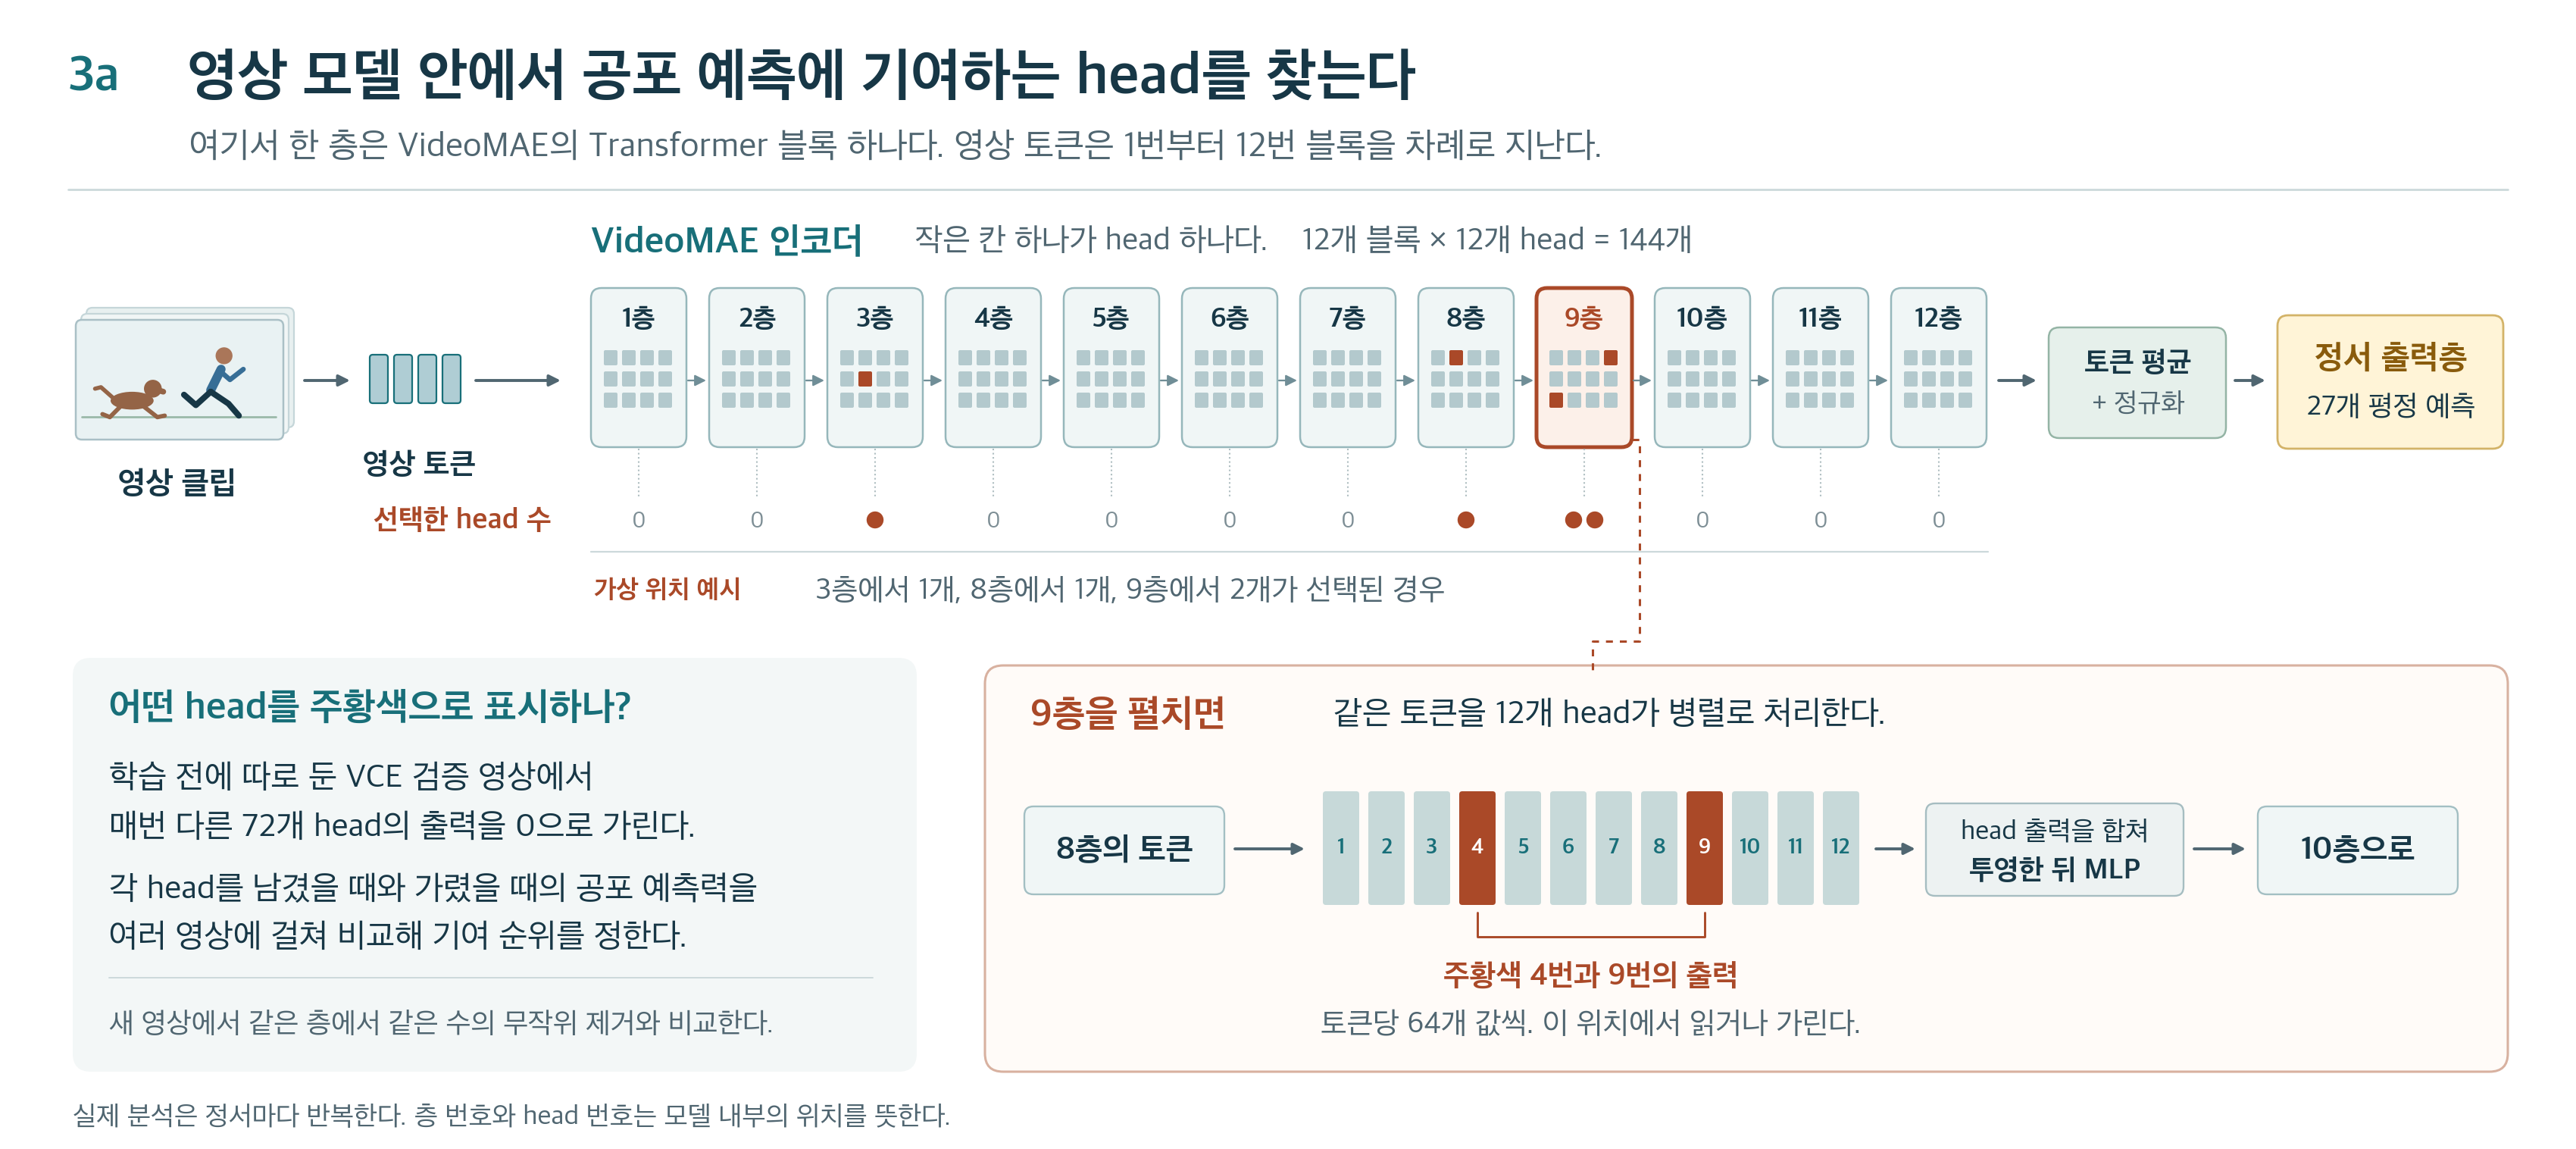 3a
영상 모델 안에서 공포 예측에 기여하는 head를 찾는다
여기서 한 층은 VideoMAE의 Transformer 블록 하나다. 영상 토큰은 1번부터 12번 블록을 차례로 지난다.
VideoMAE 인코더
작은 칸 하나가 head 하나다. 12개 블록 × 12개 head = 144개
1층
2층
3층
4층
5층
6층
7층
8층
9층
10층
11층
12층
영상 클립
영상 토큰
토큰 평균
+ 정규화
정서 출력층
27개 평정 예측
선택한 head 수
0
0
0
0
0
0
0
0
0
가상 위치 예시
3층에서 1개, 8층에서 1개, 9층에서 2개가 선택된 경우
어떤 head를 주황색으로 표시하나?
학습 전에 따로 둔 VCE 검증 영상에서
매번 다른 72개 head의 출력을 0으로 가린다.
각 head를 남겼을 때와 가렸을 때의 공포 예측력을
여러 영상에 걸쳐 비교해 기여 순위를 정한다.
새 영상에서 같은 층에서 같은 수의 무작위 제거와 비교한다.
9층을 펼치면
같은 토큰을 12개 head가 병렬로 처리한다.
8층의 토큰
1
2
3
4
5
6
7
8
9
10
11
12
head 출력을 합쳐
투영한 뒤 MLP
10층으로
주황색 4번과 9번의 출력
토큰당 64개 값씩. 이 위치에서 읽거나 가린다.
실제 분석은 정서마다 반복한다. 층 번호와 head 번호는 모델 내부의 위치를 뜻한다.